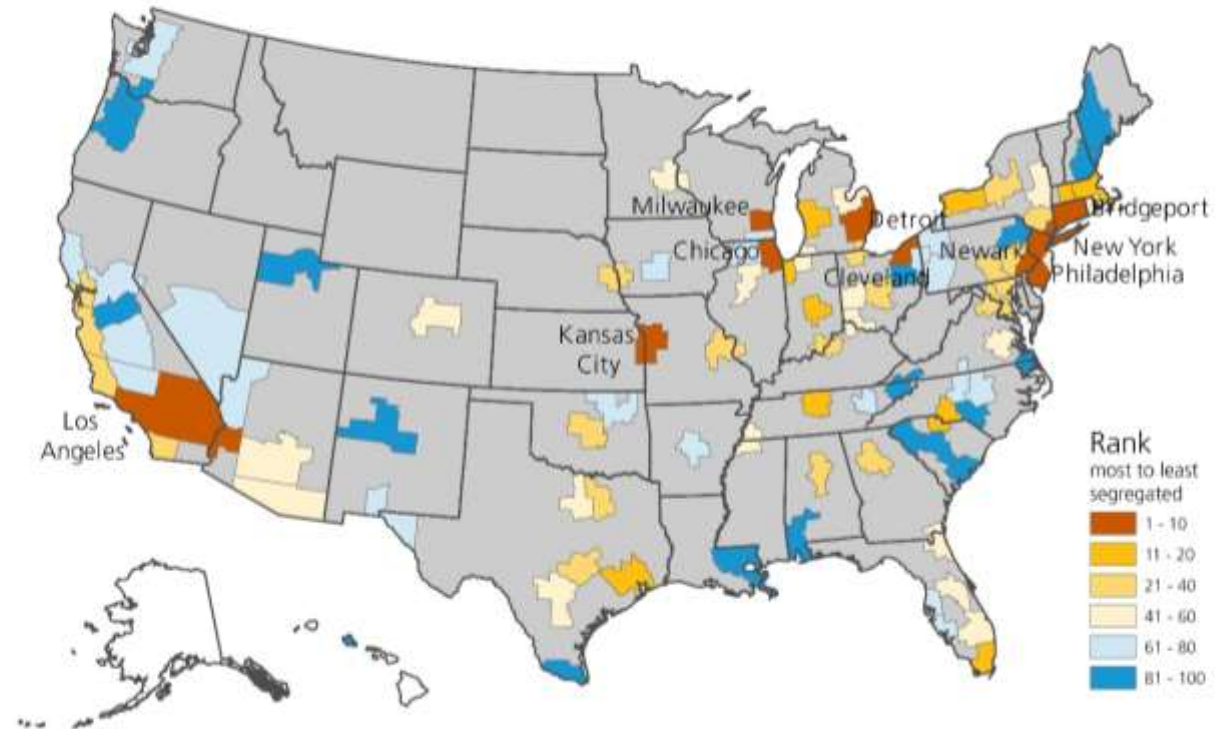 Milwaukee
Detroit
Bridgeport
Chicago
Newark
New York
Cleveland
Philadelphia
Kansas
City
Los
Angeles
Rank
most to least
segregated
1 - 10
11 - 20
21 - 40
41 - 60
61 - 80
81 - 100